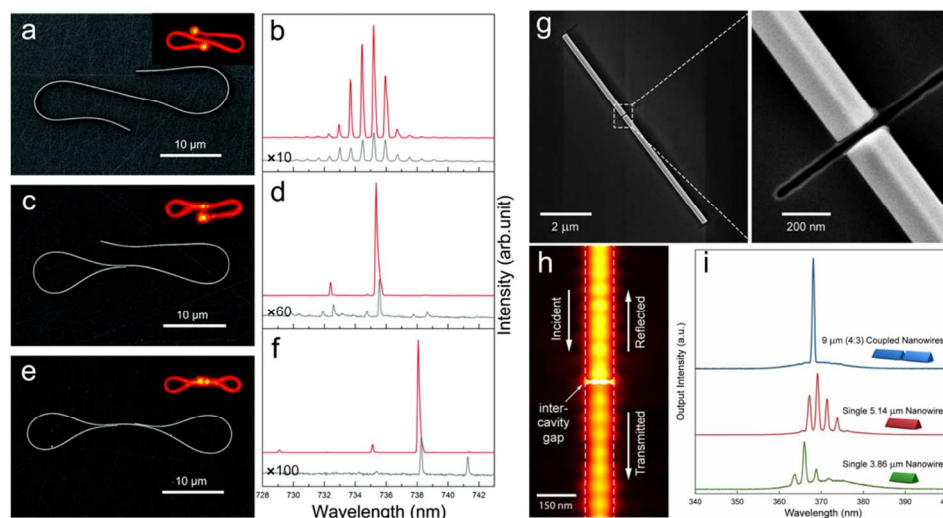 a
10 μm
b
×10
c
10 μm
d
×60
e
10 μm
f
×100
728 730 732 734 736 738 740 742
Wavelength (nm)
Intensity (arb.unit)
g
2 μm
200 nm
h
Incident
Reflected
inter-
cavity
gap
Transmitted
150 nm
i
Output Intensity (a.u.)
9 μm (4:3) Coupled Nanowires
Single 5.14 μm Nanowire
Single 3.86 μm Nanowire
340 360 380 390
Wavelength (nm)